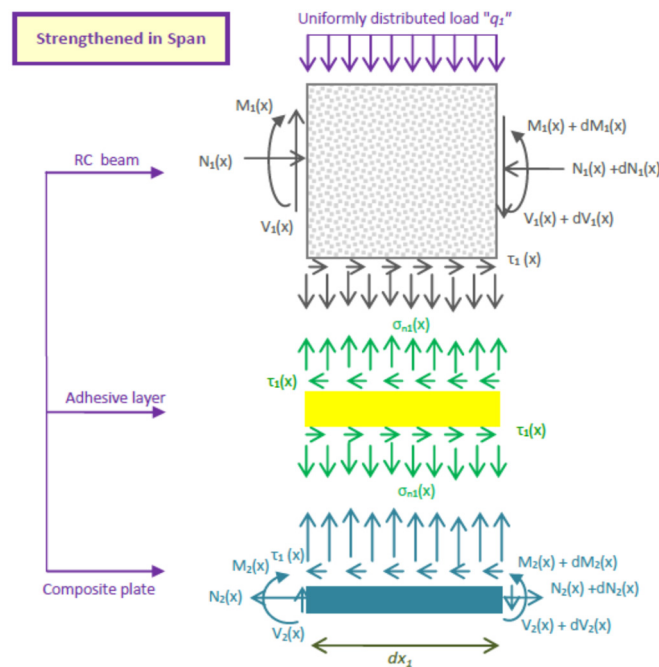 Uniformly distributed load "q₁"
Strengthened in Span
M₁(x)
M₁(x) + dM₁(x)
RC beam
N₁(x)
N₁(x) +dN₁(x)
V₁(x)
V₁(x) + dV₁(x)
τ₁ (x)
σₙ₁(x)
τ₁(x)
Adhesive layer
τ₁(x)
σₙ₁(x)
M₂(x)
τ₁ (x)
M₂(x) + dM₂(x)
Composite plate
N₂(x)
N₂(x) +dN₂(x)
V₂(x)
V₂(x) + dV₂(x)
dx₁